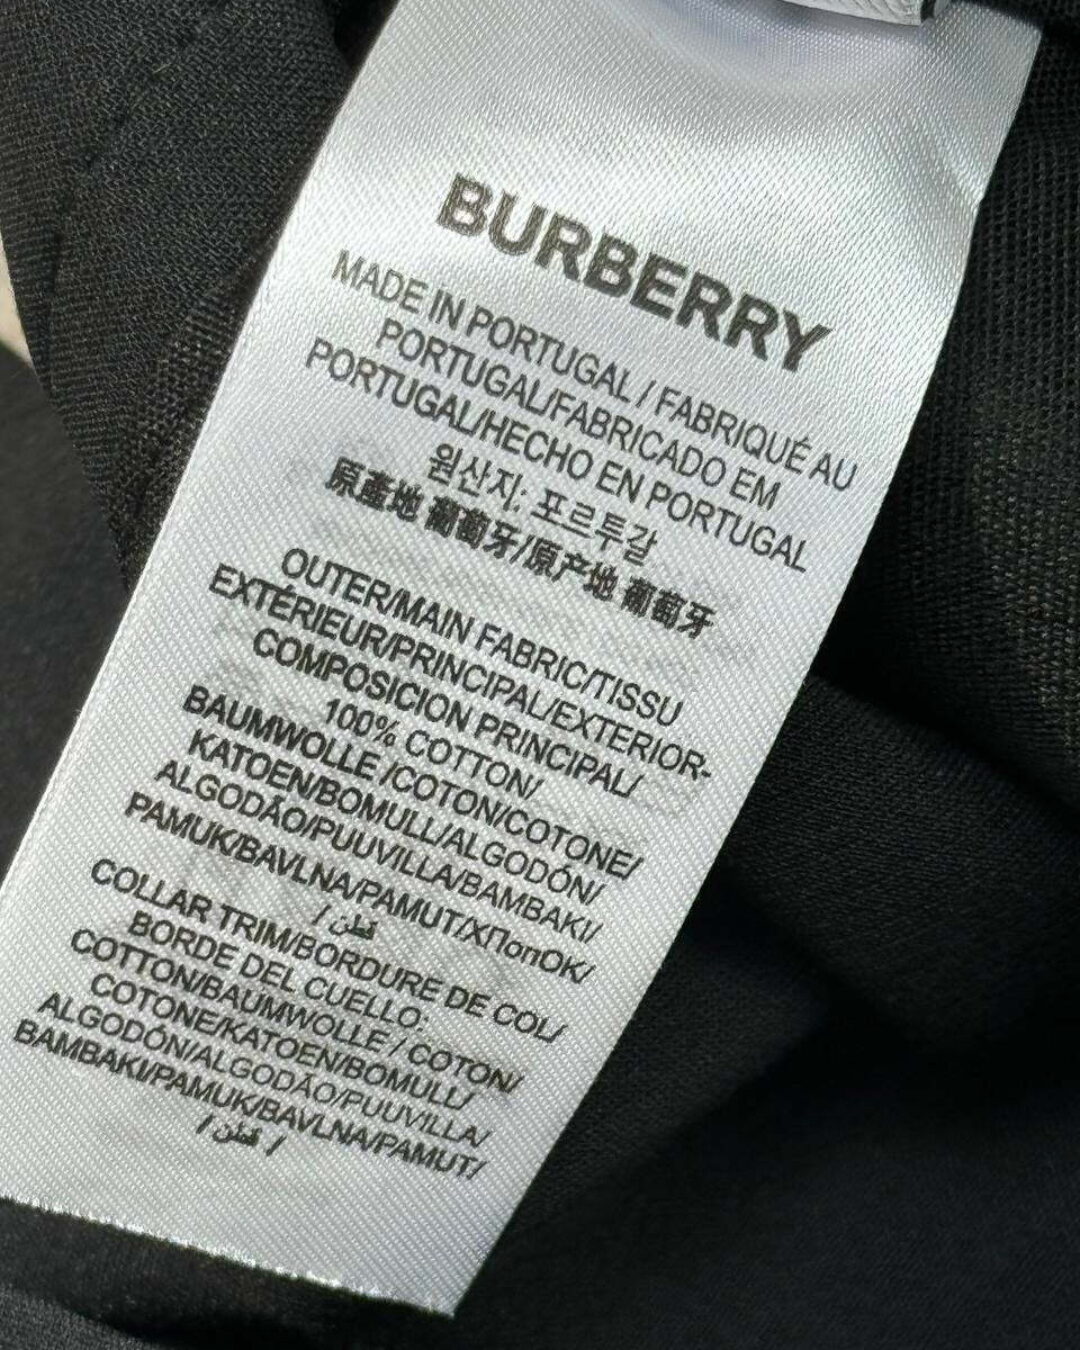 BURBERRY
MADE IN PORTUGAL / FABRIQUÉ AU
PORTUGAL/FABRICADO EM
PORTUGAL/HECHO EN PORTUGAL
원산지: 포르투갈
原產地 葡萄牙/原产地 葡萄牙
OUTER/MAIN FABRIC/TISSU
EXTÉRIEUR/PRINCIPAL/EXTERIOR-
COMPOSICION PRINCIPAL/
100% COTTON/
BAUMWOLLE /COTON/COTONE/
KATOEN/BOMULL/ALGODÓN/
ALGODÃO/PUUVILLA/BAMBAKI/
PAMUK/BAVLNA/PAMUT/ХПопОК/
/ قطن
COLLAR TRIM/BORDURE DE COL/
BORDE DEL CUELLO:
COTTON/BAUMWOLLE / COTON/
COTONE/KATOEN/BOMULL/
ALGODÓN/ALGODÃO/PUUVILLA/
BAMBAKI/PAMUK/BAVLNA/PAMUT/
/ قطن /